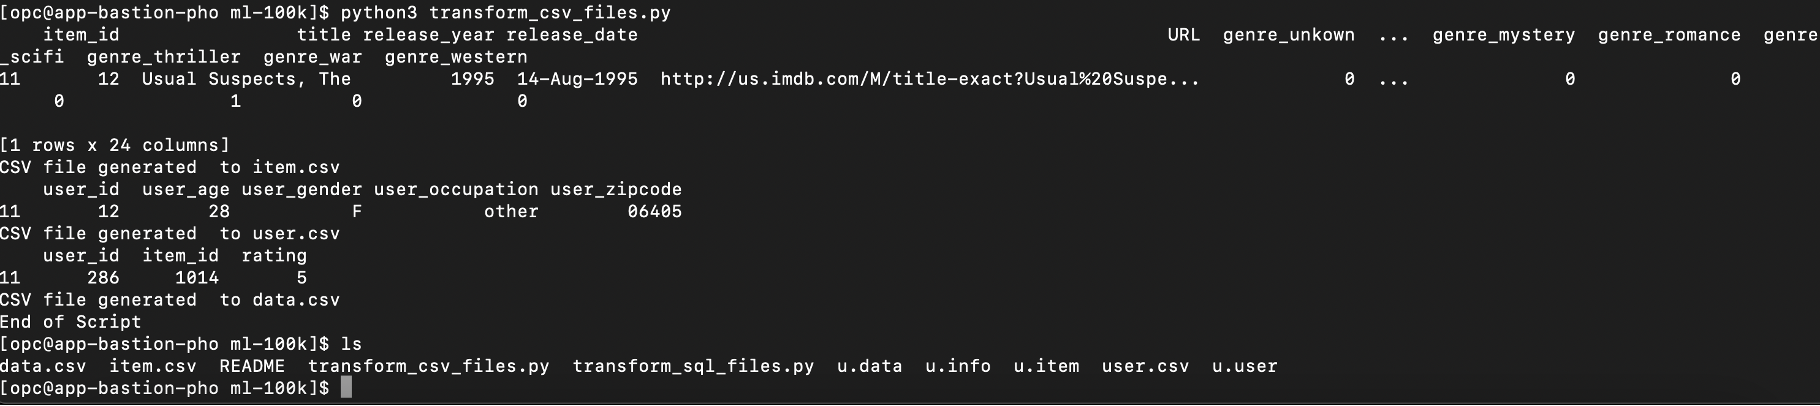 [opc@app-bastion-pho ml-100k]$ python3 transform_csv_files.py
item_id title release_year release_date URL genre_unkown ... genre_mystery genre_romance genre
_scifi genre_thriller genre_war genre_western
11 12 Usual Suspects, The 1995 14-Aug-1995 http://us.imdb.com/M/title-exact?Usual%20Suspe... 0 ... 0 0
0 1 0 0
[1 rows x 24 columns]
CSV file generated to item.csv
user_id user_age user_gender user_occupation user_zipcode
11 12 28 F other 06405
CSV file generated to user.csv
user_id item_id rating
11 286 1014 5
CSV file generated to data.csv
End of Script
[opc@app-bastion-pho ml-100k]$ ls
data.csv item.csv README transform_csv_files.py transform_sql_files.py u.data u.info u.item user.csv u.user
[opc@app-bastion-pho ml-100k]$